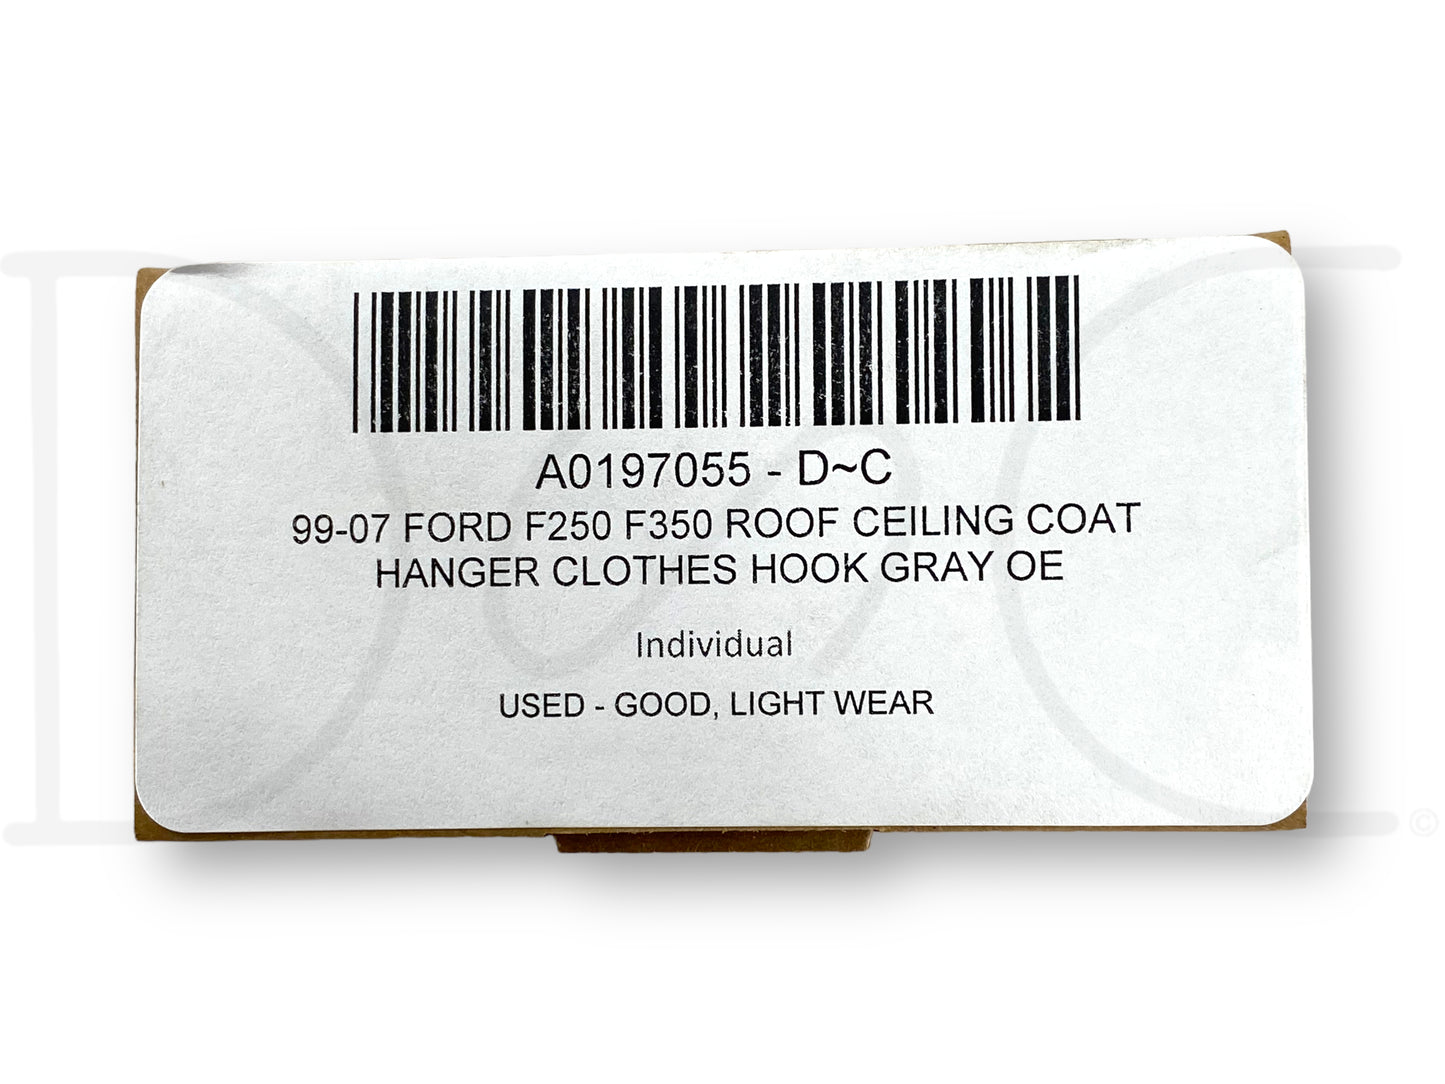 A0197055 - D~C
99-07 FORD F250 F350 ROOF CEILING COAT
HANGER CLOTHES HOOK GRAY OE
Individual
USED - GOOD, LIGHT WEAR
D~C ©